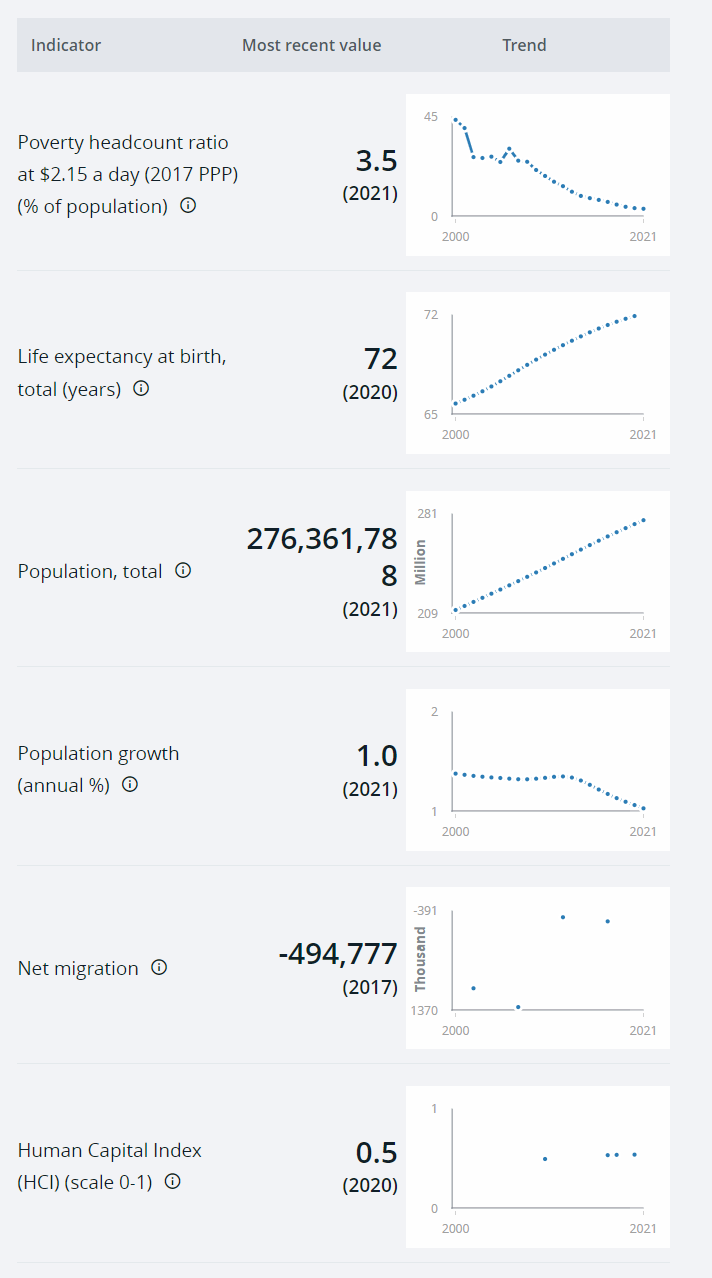 Indicator Most recent value Trend
Poverty headcount ratio
at $2.15 a day (2017 PPP)
(% of population)
3.5
(2021)
45
0
2000 2021
Life expectancy at birth,
total (years)
72
(2020)
72
65
2000 2021
Population, total
276,361,78
8
(2021)
281
Million
209
2000 2021
Population growth
(annual %)
1.0
(2021)
2
1
2000 2021
Net migration
-494,777
(2017)
-391
Thousand
1370
2000 2021
Human Capital Index
(HCI) (scale 0-1)
0.5
(2020)
1
0
2000 2021